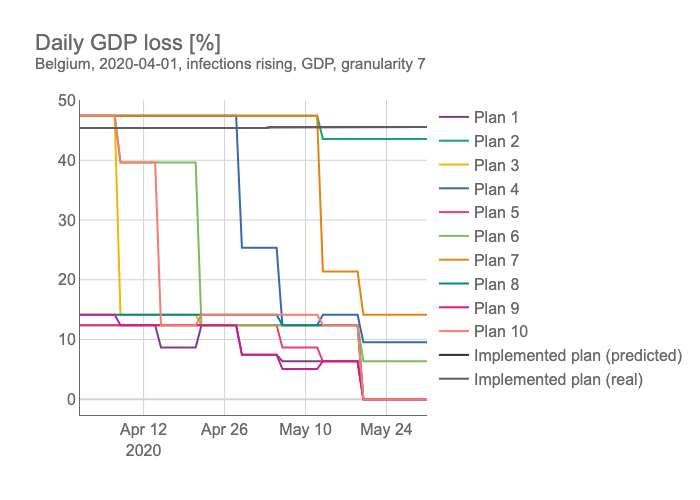 Daily GDP loss [%]
Belgium, 2020-04-01, infections rising, GDP, granularity 7
50
40
30
20
10
0
Apr 12
2020
Apr 26
May 10
May 24
Plan 1
Plan 2
Plan 3
Plan 4
Plan 5
Plan 6
Plan 7
Plan 8
Plan 9
Plan 10
Implemented plan (predicted)
Implemented plan (real)